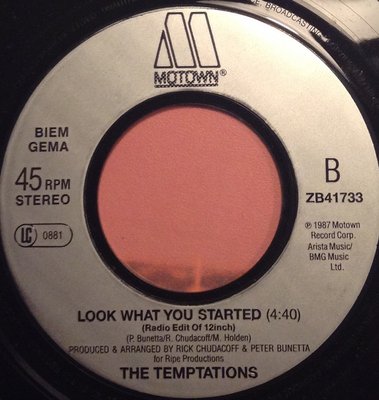 BROADCASTING
MOTOWN®
BIEM
GEMA
45 RPM
STEREO
LC 0881
B
ZB41733
℗ 1987 Motown
Record Corp.
Arista Music/
BMG Music
Ltd.
LOOK WHAT YOU STARTED (4:40)
(Radio Edit Of 12inch)
(P. Bunetta/R. Chudacoff/M. Holden)
PRODUCED & ARRANGED BY RICK CHUDACOFF & PETER BUNETTA
for Ripe Productions
THE TEMPTATIONS